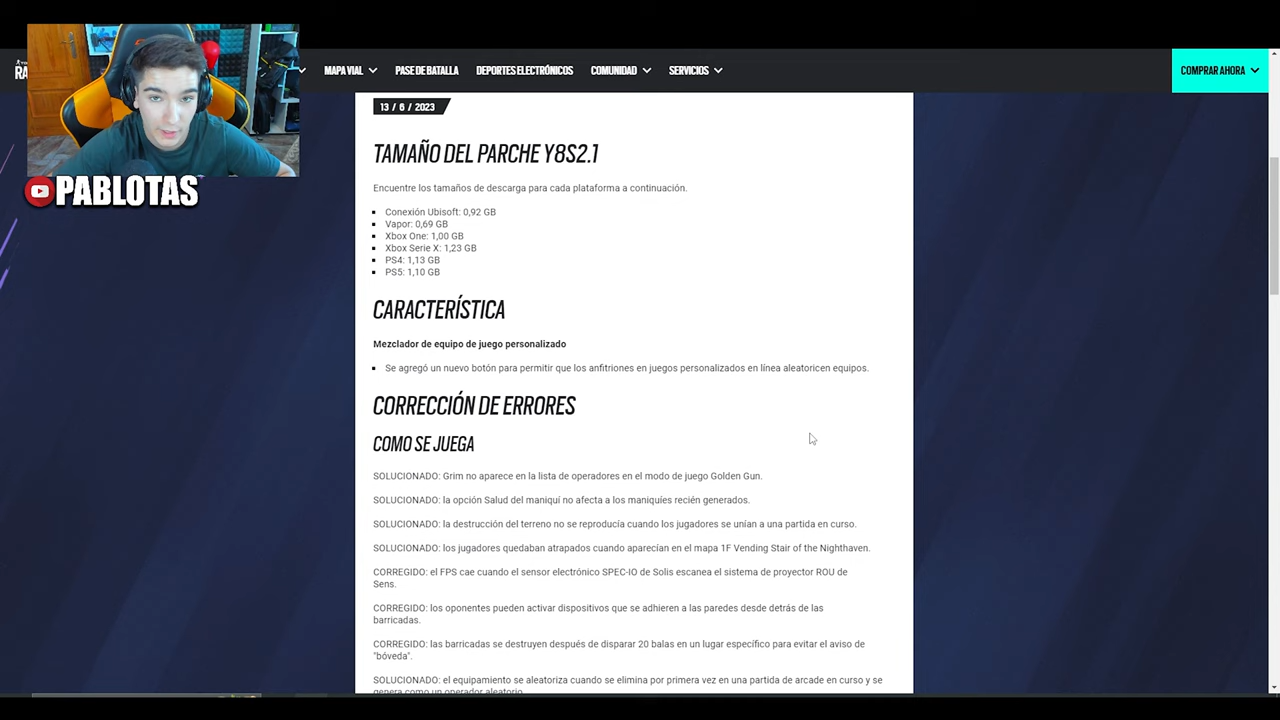 RA
MAPA VIAL
PASE DE BATALLA
DEPORTES ELECTRÓNICOS
COMUNIDAD
SERVICIOS
COMPRAR AHORA
PABLOTAS
13 / 6 / 2023
TAMAÑO DEL PARCHE Y8S2.1
Encuentre los tamaños de descarga para cada plataforma a continuación.
Conexión Ubisoft: 0,92 GB
Vapor: 0,69 GB
Xbox One: 1,00 GB
Xbox Serie X: 1,23 GB
PS4: 1,13 GB
PS5: 1,10 GB
CARACTERÍSTICA
Mezclador de equipo de juego personalizado
Se agregó un nuevo botón para permitir que los anfitriones en juegos personalizados en línea aleatoricen equipos.
CORRECCIÓN DE ERRORES
COMO SE JUEGA
SOLUCIONADO: Grim no aparece en la lista de operadores en el modo de juego Golden Gun.
SOLUCIONADO: la opción Salud del maniquí no afecta a los maniquíes recién generados.
SOLUCIONADO: la destrucción del terreno no se reproducía cuando los jugadores se unían a una partida en curso.
SOLUCIONADO: los jugadores quedaban atrapados cuando aparecían en el mapa 1F Vending Stair of the Nighthaven.
CORREGIDO: el FPS cae cuando el sensor electrónico SPEC-IO de Solis escanea el sistema de proyector ROU de
Sens.
CORREGIDO: los oponentes pueden activar dispositivos que se adhieren a las paredes desde detrás de las
barricadas.
CORREGIDO: las barricadas se destruyen después de disparar 20 balas en un lugar específico para evitar el aviso de
"bóveda".
SOLUCIONADO: el equipamiento se aleatoriza cuando se elimina por primera vez en una partida de arcade en curso y se
genera como un operador aleatorio.